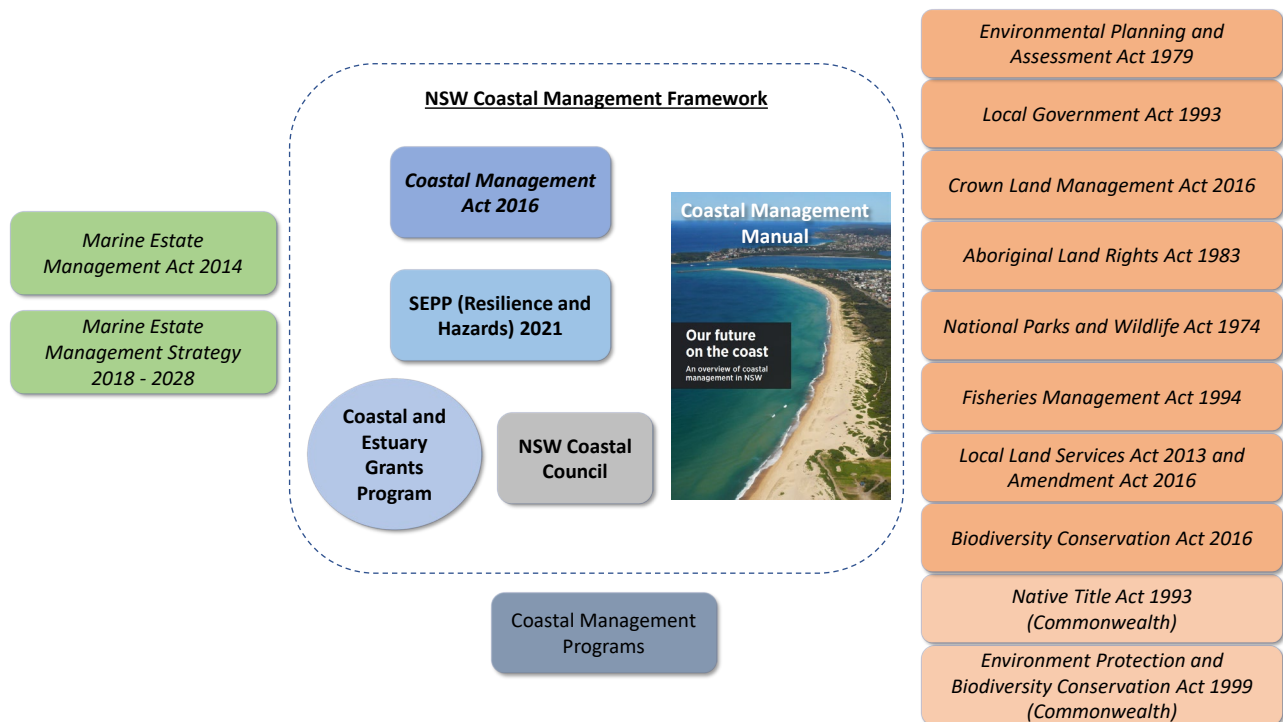 NSW Coastal Management Framework
Coastal Management
Act 2016
SEPP (Resilience and
Hazards) 2021
Coastal and
Estuary
Grants
Program
NSW Coastal
Council
Coastal Management
Manual
Our future
on the coast
An overview of coastal
management in NSW
Marine Estate
Management Act 2014
Marine Estate
Management Strategy
2018 - 2028
Coastal Management
Programs
Environmental Planning and
Assessment Act 1979
Local Government Act 1993
Crown Land Management Act 2016
Aboriginal Land Rights Act 1983
National Parks and Wildlife Act 1974
Fisheries Management Act 1994
Local Land Services Act 2013 and
Amendment Act 2016
Biodiversity Conservation Act 2016
Native Title Act 1993
(Commonwealth)
Environment Protection and
Biodiversity Conservation Act 1999
(Commonwealth)